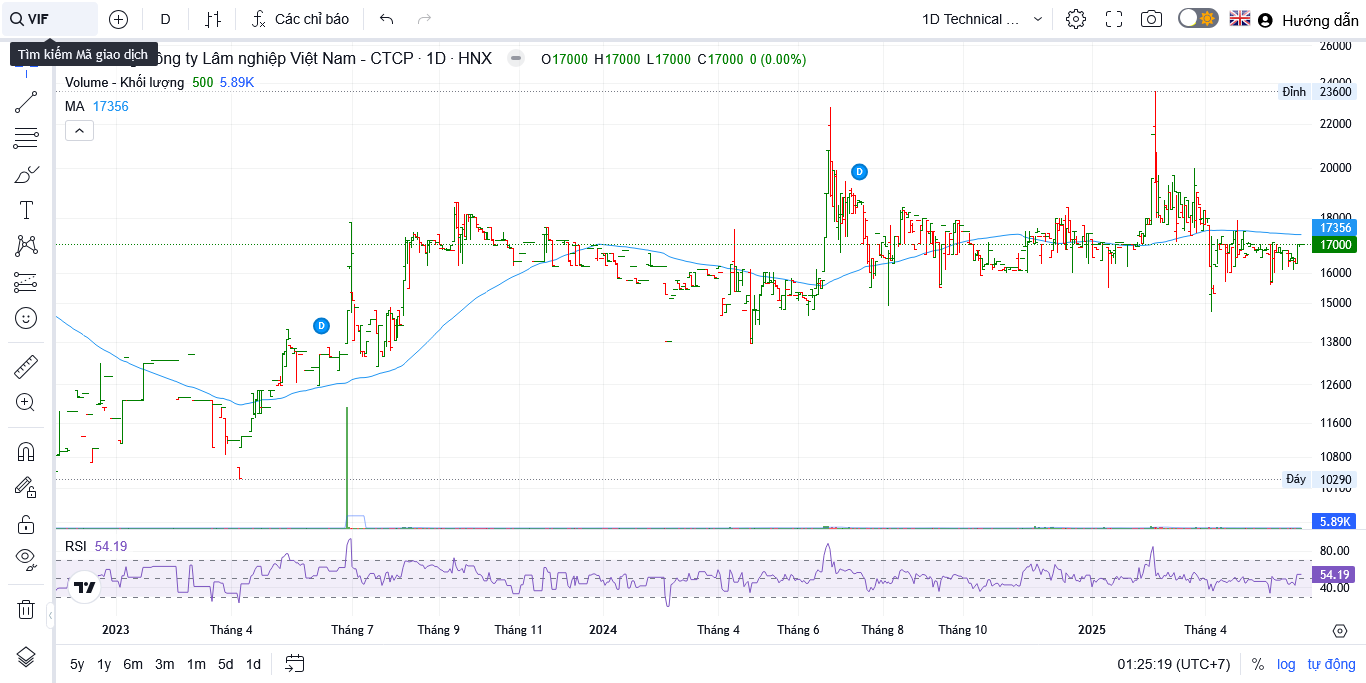 VIF D Các chỉ báo 1D Technical ... Hướng dẫn
Tìm kiếm Mã giao dịch
ông ty Lâm nghiệp Việt Nam - CTCP · 1D · HNX O17000 H17000 L17000 C17000 0 (0.00%)
Volume - Khối lượng 500 5.89K
MA 17356
26000
24000
Đỉnh 23600
22000
20000
18000
17356
17000
16000
15000
13800
12600
11600
10800
Đáy 10290
10100
5.89K
D
D
RSI 54.19
80.00
54.19
40.00
2023 Tháng 4 Tháng 7 Tháng 9 Tháng 11 2024 Tháng 4 Tháng 6 Tháng 8 Tháng 10 2025 Tháng 4
5y 1y 6m 3m 1m 5d 1d 01:25:19 (UTC+7) % log tự động